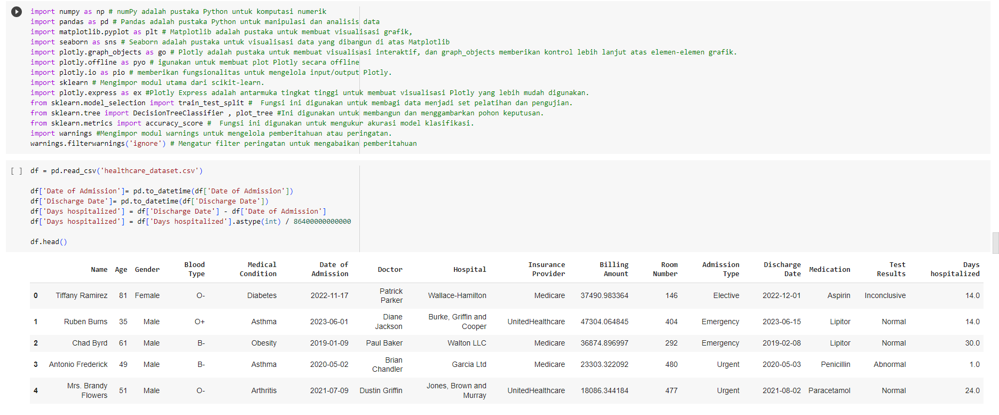 import numpy as np # numPy adalah pustaka Python untuk komputasi numerik
import pandas as pd # Pandas adalah pustaka Python untuk manipulasi dan analisis data
import matplotlib.pyplot as plt # Matplotlib adalah pustaka untuk membuat visualisasi grafik,
import seaborn as sns # Seaborn adalah pustaka untuk visualisasi data yang dibangun di atas Matplotlib
import plotly.graph_objects as go # Plotly adalah pustaka untuk membuat visualisasi interaktif, dan graph_objects memberikan kontrol lebih lanjut atas elemen-elemen grafik.
import plotly.offline as pyo # igunakan untuk membuat plot Plotly secara offline
import plotly.io as pio # memberikan fungsionalitas untuk mengelola input/output Plotly.
import sklearn # Mengimpor modul utama dari scikit-learn.
import plotly.express as ex #Plotly Express adalah antarmuka tingkat tinggi untuk membuat visualisasi Plotly yang lebih mudah digunakan.
from sklearn.model_selection import train_test_split #  Fungsi ini digunakan untuk membagi data menjadi set pelatihan dan pengujian.
from sklearn.tree import DecisionTreeClassifier , plot_tree #Ini digunakan untuk membangun dan menggambarkan pohon keputusan.
from sklearn.metrics import accuracy_score #  Fungsi ini digunakan untuk mengukur akurasi model klasifikasi.
import warnings #Mengimpor modul warnings untuk mengelola pemberitahuan atau peringatan.
warnings.filterwarnings('ignore') # Mengatur filter peringatan untuk mengabaikan pemberitahuan
[ ] df = pd.read_csv('healthcare_dataset.csv')
df['Date of Admission']= pd.to_datetime(df['Date of Admission'])
df['Discharge Date']= pd.to_datetime(df['Discharge Date'])
df['Days hospitalized'] = df['Discharge Date'] - df['Date of Admission']
df['Days hospitalized'] = df['Days hospitalized'].astype(int) / 86400000000000
df.head()
Name Age Gender Blood Type Medical Condition Date of Admission Doctor Hospital Insurance Provider Billing Amount Room Number Admission Type Discharge Date Medication Test Results Days hospitalized
0 Tiffany Ramirez 81 Female O- Diabetes 2022-11-17 Patrick Parker Wallace-Hamilton Medicare 37490.983364 146 Elective 2022-12-01 Aspirin Inconclusive 14.0
1 Ruben Burns 35 Male O+ Asthma 2023-06-01 Diane Jackson Burke, Griffin and Cooper UnitedHealthcare 47304.064845 404 Emergency 2023-06-15 Lipitor Normal 14.0
2 Chad Byrd 61 Male B- Obesity 2019-01-09 Paul Baker Walton LLC Medicare 36874.896997 292 Emergency 2019-02-08 Lipitor Normal 30.0
3 Antonio Frederick 49 Male B- Asthma 2020-05-02 Brian Chandler Garcia Ltd Medicare 23303.322092 480 Urgent 2020-05-03 Penicillin Abnormal 1.0
4 Mrs. Brandy Flowers 51 Male O- Arthritis 2021-07-09 Dustin Griffin Jones, Brown and Murray UnitedHealthcare 18086.344184 477 Urgent 2021-08-02 Paracetamol Normal 24.0